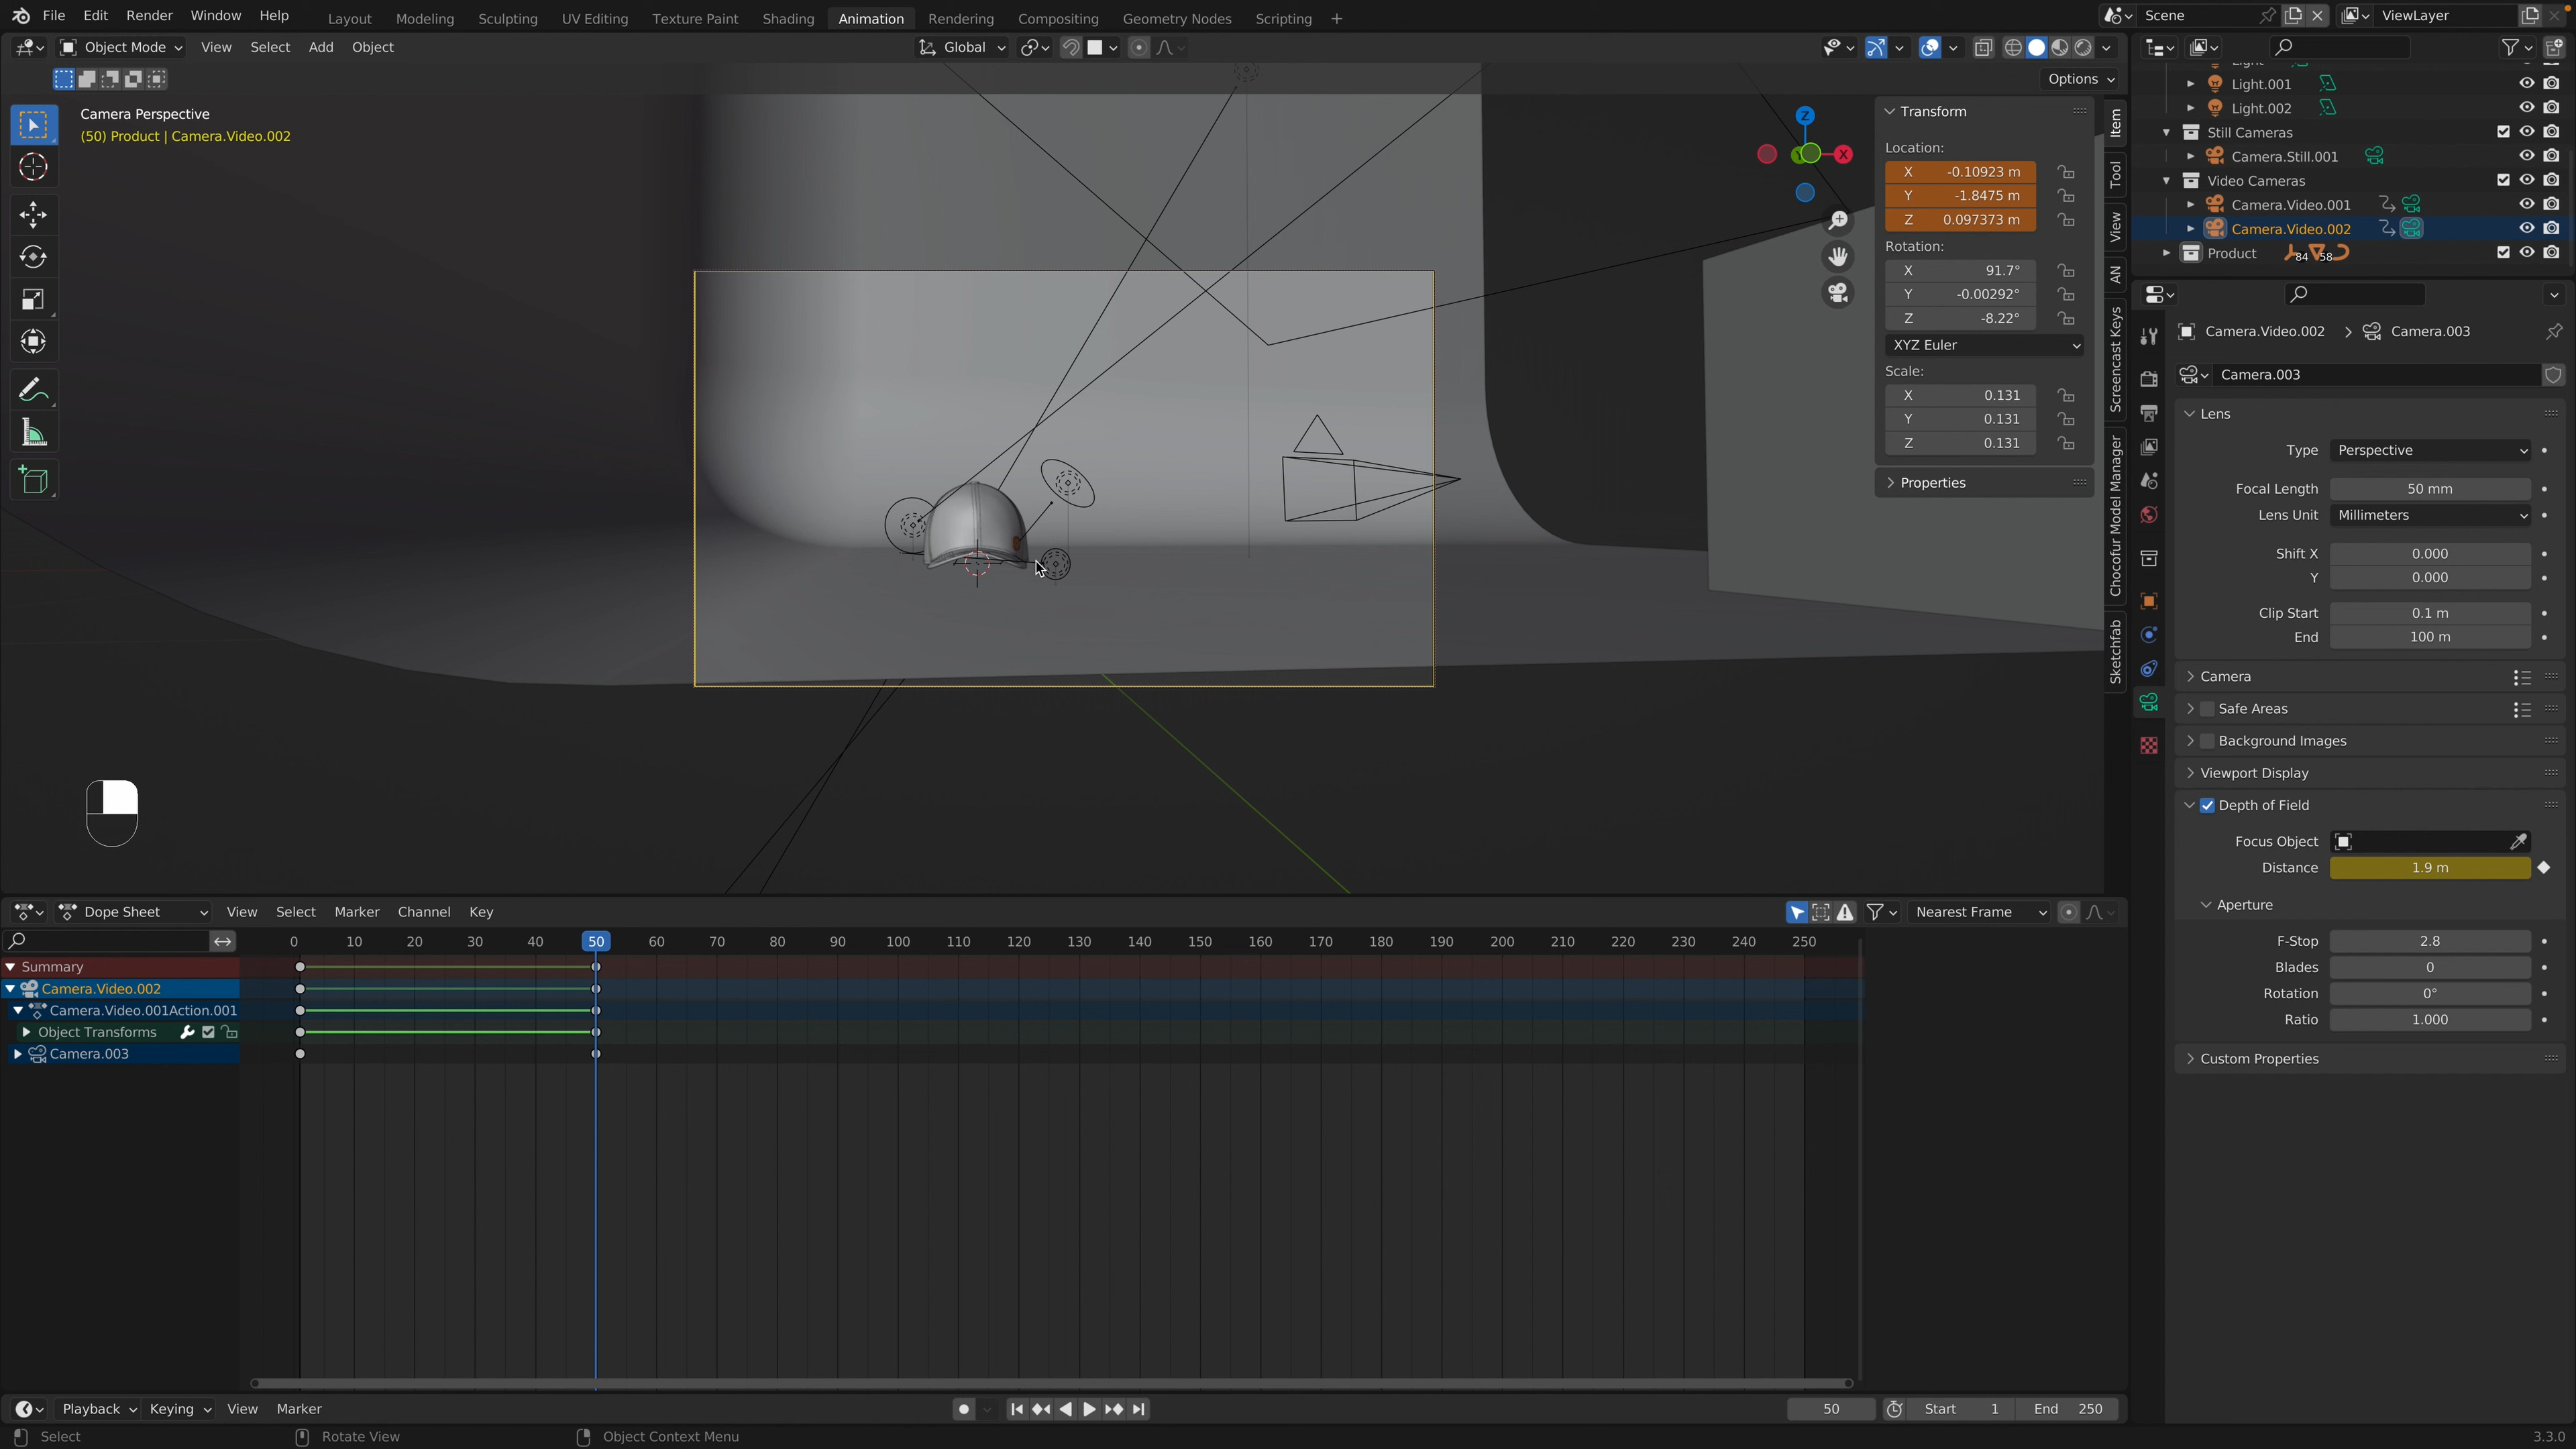 File Edit Render Window Help Layout Modeling Sculpting UV Editing Texture Paint Shading Animation Rendering Compositing Geometry Nodes Scripting + Scene ViewLayer
Object Mode View Select Add Object Global
Options
Camera Perspective
(50) Product | Camera.Video.002
Z
X
Y
Transform
Location:
X -0.10923 m
Y -1.8475 m
Z 0.097373 m
Rotation:
X 91.7°
Y -0.00292°
Z -8.22°
XYZ Euler
Scale:
X 0.131
Y 0.131
Z 0.131
Properties
Item
Tool
View
AN
Screencast Keys
Chocofur Model Manager
Sketchfab
Light.001
Light.002
Still Cameras
Camera.Still.001
Video Cameras
Camera.Video.001
Camera.Video.002
Product 84 58
Camera.Video.002 > Camera.003
Camera.003
Lens
Type Perspective
Focal Length 50 mm
Lens Unit Millimeters
Shift X 0.000
Y 0.000
Clip Start 0.1 m
End 100 m
Camera
Safe Areas
Background Images
Viewport Display
Depth of Field
Focus Object
Distance 1.9 m
Aperture
F-Stop 2.8
Blades 0
Rotation 0°
Ratio 1.000
Custom Properties
Dope Sheet View Select Marker Channel Key Nearest Frame
0 10 20 30 40 50 60 70 80 90 100 110 120 130 140 150 160 170 180 190 200 210 220 230 240 250
Summary
Camera.Video.002
Camera.Video.001Action.001
Object Transforms
Camera.003
Playback Keying View Marker 50 Start 1 End 250
Select Rotate View Object Context Menu 3.3.0